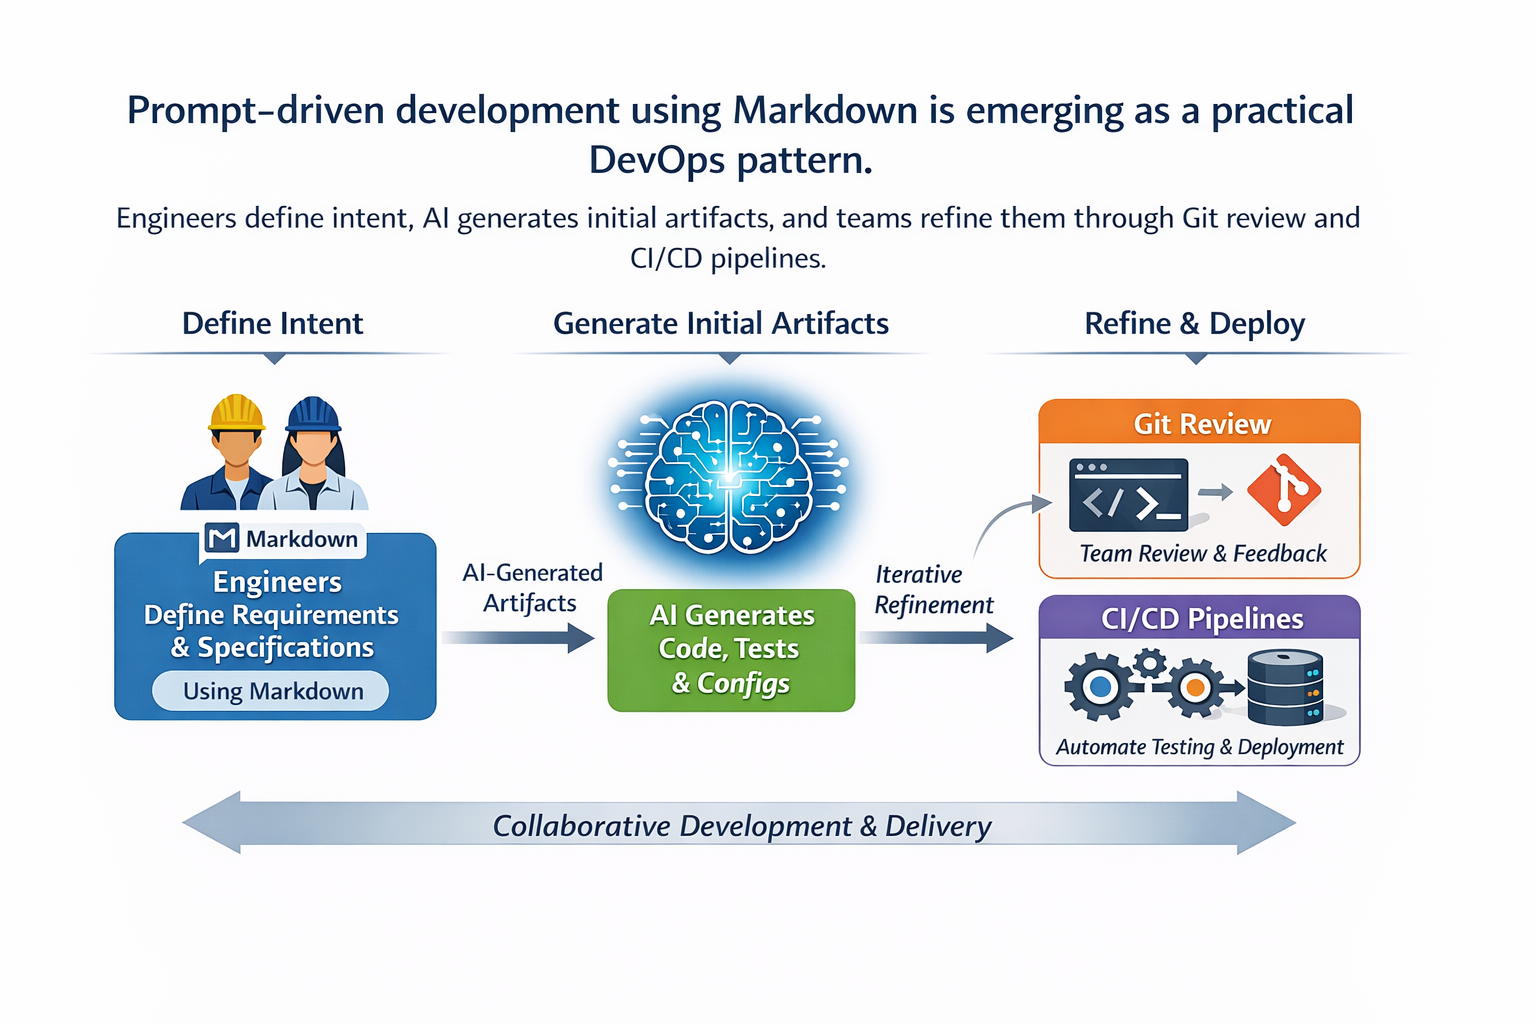 Prompt-driven development using Markdown is emerging as a practical
DevOps pattern.
Engineers define intent, AI generates initial artifacts, and teams refine them through Git review and
CI/CD pipelines.
Define Intent
Generate Initial Artifacts
Refine & Deploy
Markdown
Engineers
Define Requirements
& Specifications
Using Markdown
AI-Generated
Artifacts
AI Generates
Code, Tests
& Configs
Iterative
Refinement
Git Review
Team Review & Feedback
CI/CD Pipelines
Automate Testing & Deployment
Collaborative Development & Delivery